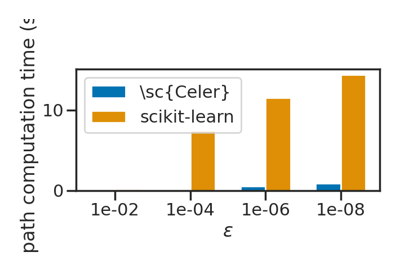 path computation time (s
\sc{Celer}
scikit-learn
10
0
1e-02 1e-04 1e-06 1e-08
ε